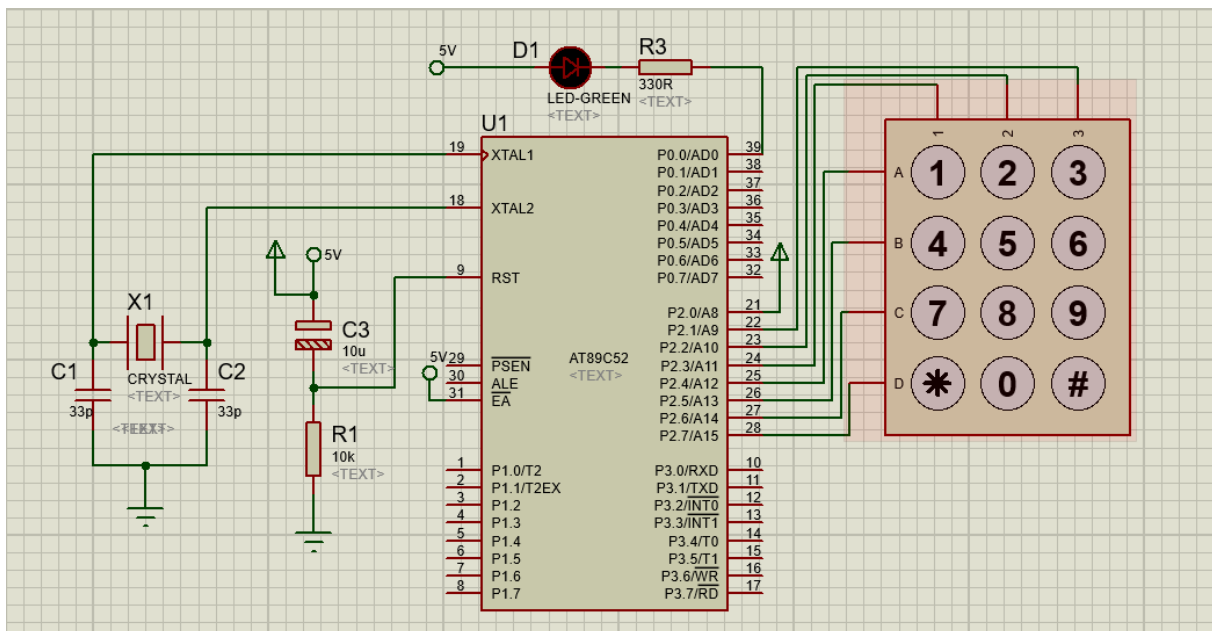 5V
D1
R3
LED-GREEN
<TEXT>
330R
<TEXT>
U1
19
XTAL1
18
XTAL2
9
RST
29
PSEN
30
ALE
31
EA
AT89C52
<TEXT>
1
P1.0/T2
2
P1.1/T2EX
3
P1.2
4
P1.3
5
P1.4
6
P1.5
7
P1.6
8
P1.7
39
P0.0/AD0
38
P0.1/AD1
37
P0.2/AD2
36
P0.3/AD3
35
P0.4/AD4
34
P0.5/AD5
33
P0.6/AD6
32
P0.7/AD7
21
P2.0/A8
22
P2.1/A9
23
P2.2/A10
24
P2.3/A11
25
P2.4/A12
26
P2.5/A13
27
P2.6/A14
28
P2.7/A15
10
P3.0/RXD
11
P3.1/TXD
12
P3.2/INT0
13
P3.3/INT1
14
P3.4/T0
15
P3.5/T1
16
P3.6/WR
17
P3.7/RD
X1
CRYSTAL
<TEXT>
C1
33p
C2
33p
5V
C3
10u
<TEXT>
5V
R1
10k
<TEXT>
1 2 3
A 1 2 3
B 4 5 6
C 7 8 9
D * 0 #